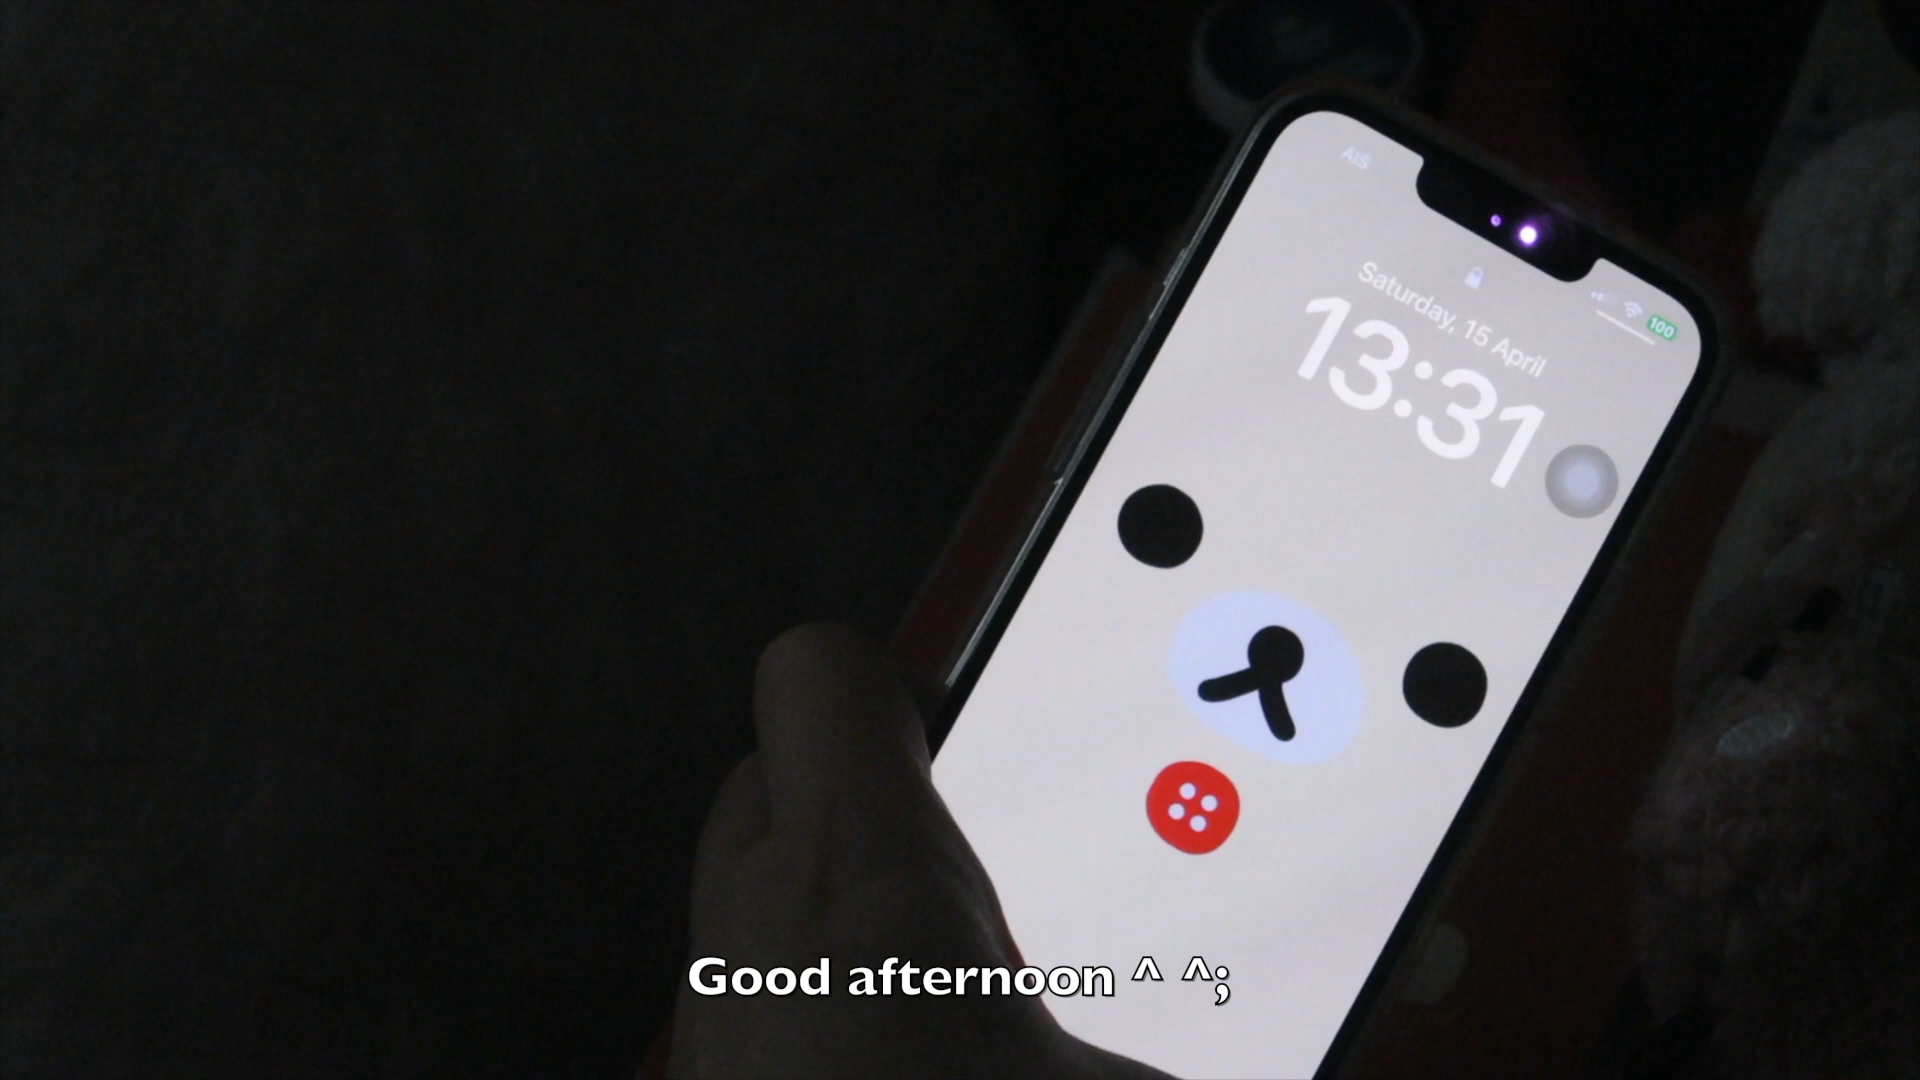 AIS
100
Saturday, 15 April
13:31
Good afternoon ^ ^;